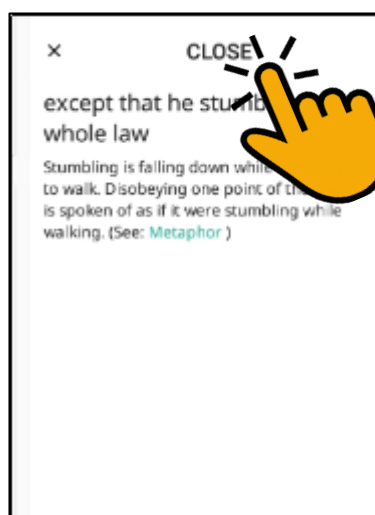 × CLOSE
except that he stumb
whole law
Stumbling is falling down while
to walk. Disobeying one point of
is spoken of as if it were stumbling while
walking. (See: Metaphor )